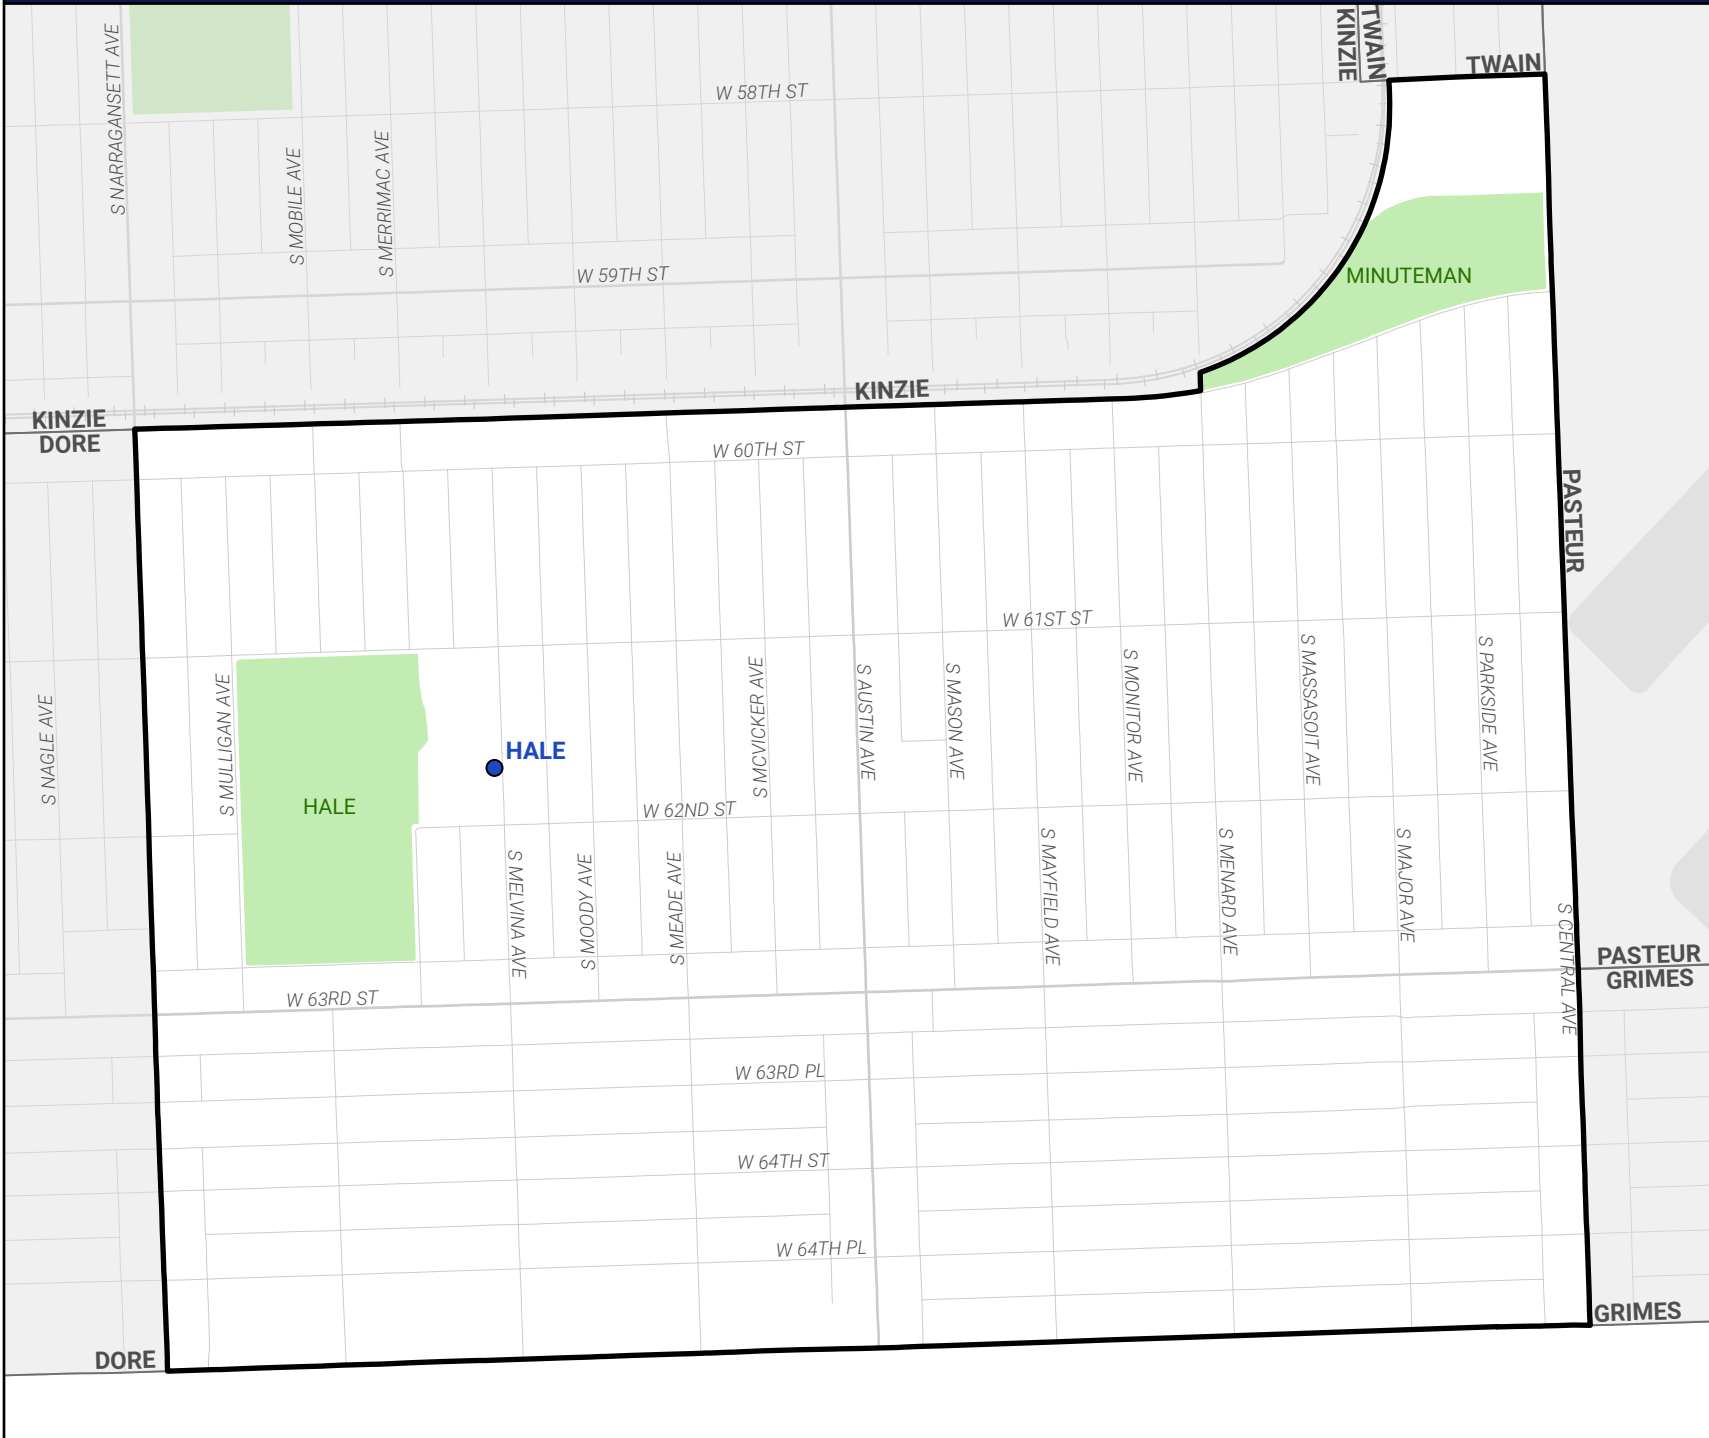 TWAIN
KINZIE
TWAIN
S NARRAGANSETT AVE
W 58TH ST
S MOBILE AVE
S MERRIMAC AVE
W 59TH ST
MINUTEMAN
KINZIE
KINZIE
DORE
W 60TH ST
PASTEUR
W 61ST ST
S NAGLE AVE
S MULLIGAN AVE
S MCVICKER AVE
S AUSTIN AVE
S MASON AVE
S MONITOR AVE
S MASSASOIT AVE
S PARKSIDE AVE
HALE
HALE
W 62ND ST
S MELVINA AVE
S MOODY AVE
S MEADE AVE
S MAYFIELD AVE
S MENARD AVE
S MAJOR AVE
S CENTRAL AVE
PASTEUR
GRIMES
W 63RD ST
W 63RD PL
W 64TH ST
W 64TH PL
GRIMES
DORE